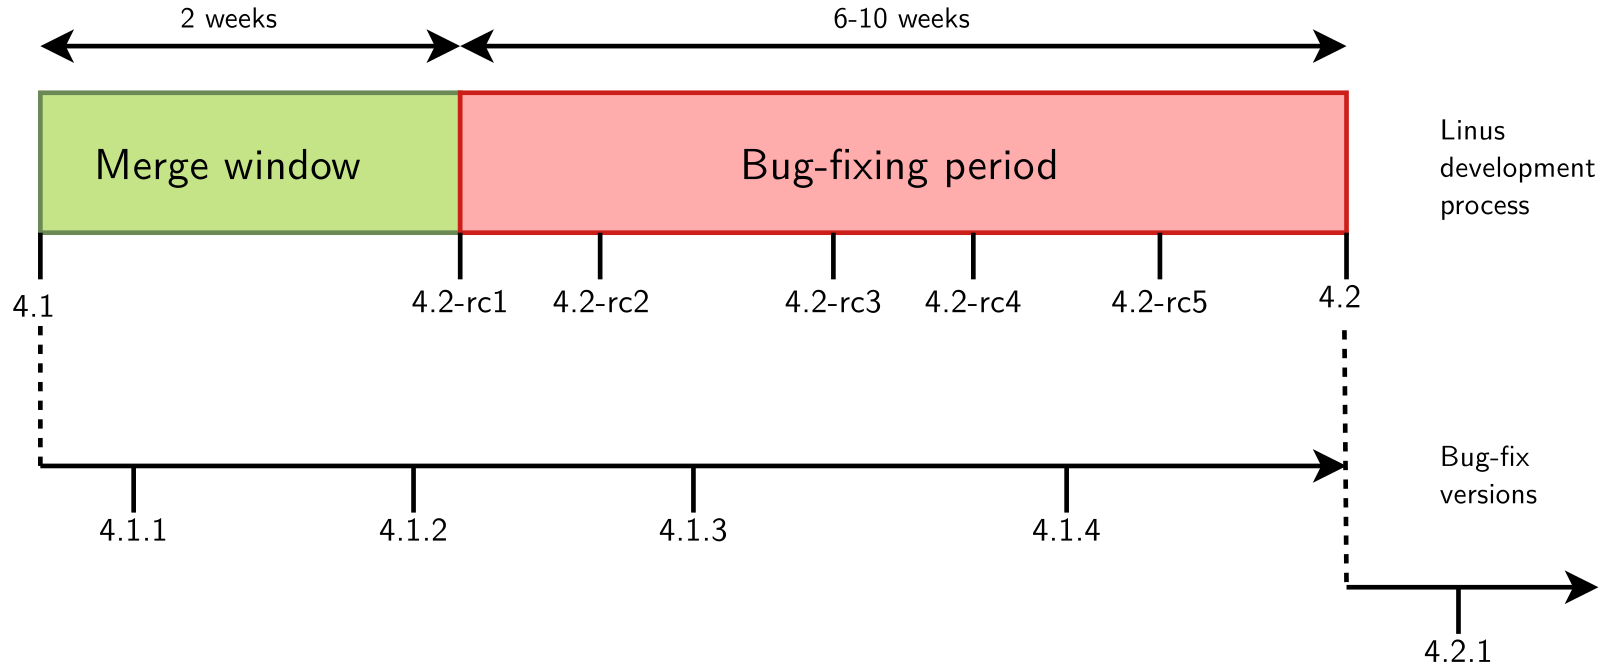 2 weeks
6-10 weeks
Merge window
Bug-fixing period
Linus
development
process
4.1
4.2-rc1
4.2-rc2
4.2-rc3
4.2-rc4
4.2-rc5
4.2
Bug-fix
versions
4.1.1
4.1.2
4.1.3
4.1.4
4.2.1